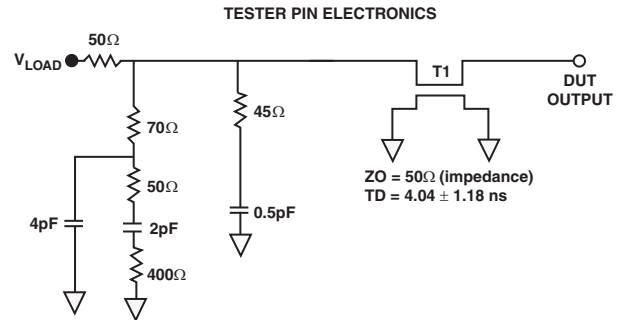 TESTER PIN ELECTRONICS
50Ω
VLOAD
T1
DUT
OUTPUT
70Ω
45Ω
50Ω
4pF
2pF
0.5pF
400Ω
ZO = 50Ω (impedance)
TD = 4.04 ± 1.18 ns